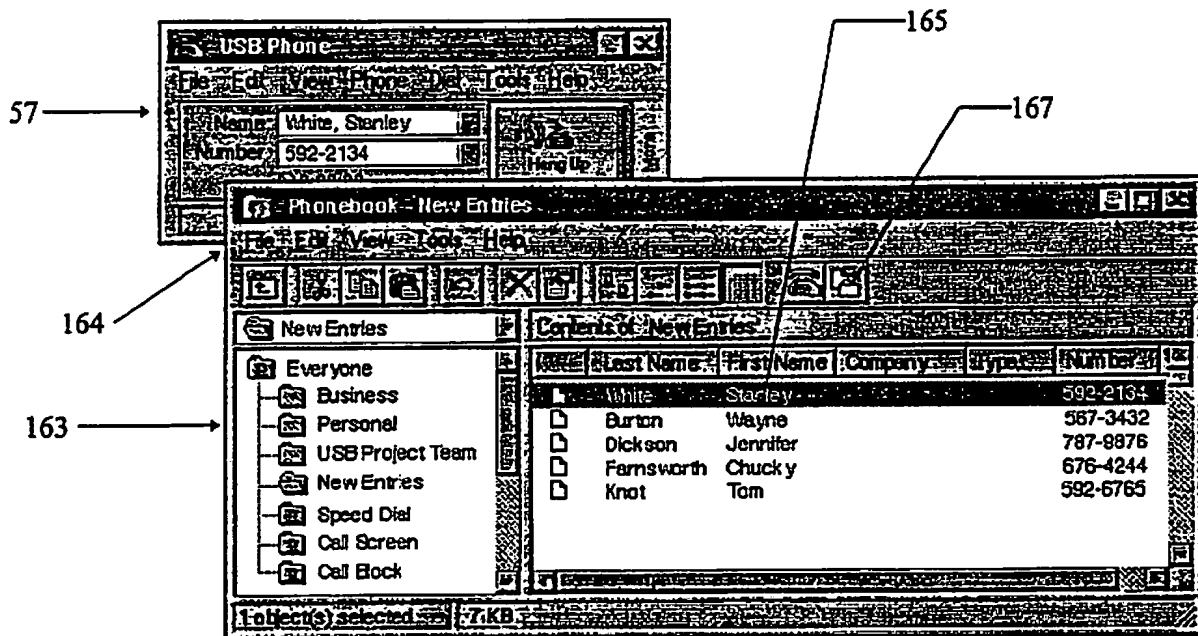 165
USB Phone
File Edit View Phone Dial Tools Help
57
167
Name: White, Stanley
Number: 592-2134
Hang Up
Phonebook - New Entries
File Edit View Tools Help
164
New Entries
Contents of 'New Entries'
Last Name First Name Company Type Number
Everyone
White Stanley 592-2134
Business
Burton Wayne 567-3432
Personal
Dickson Jennifer 787-9876
163
USB Project Team
Farnsworth Chucky 676-4244
New Entries
Knot Tom 592-6765
Speed Dial
Call Screen
Call Block
1 object(s) selected 7 KB